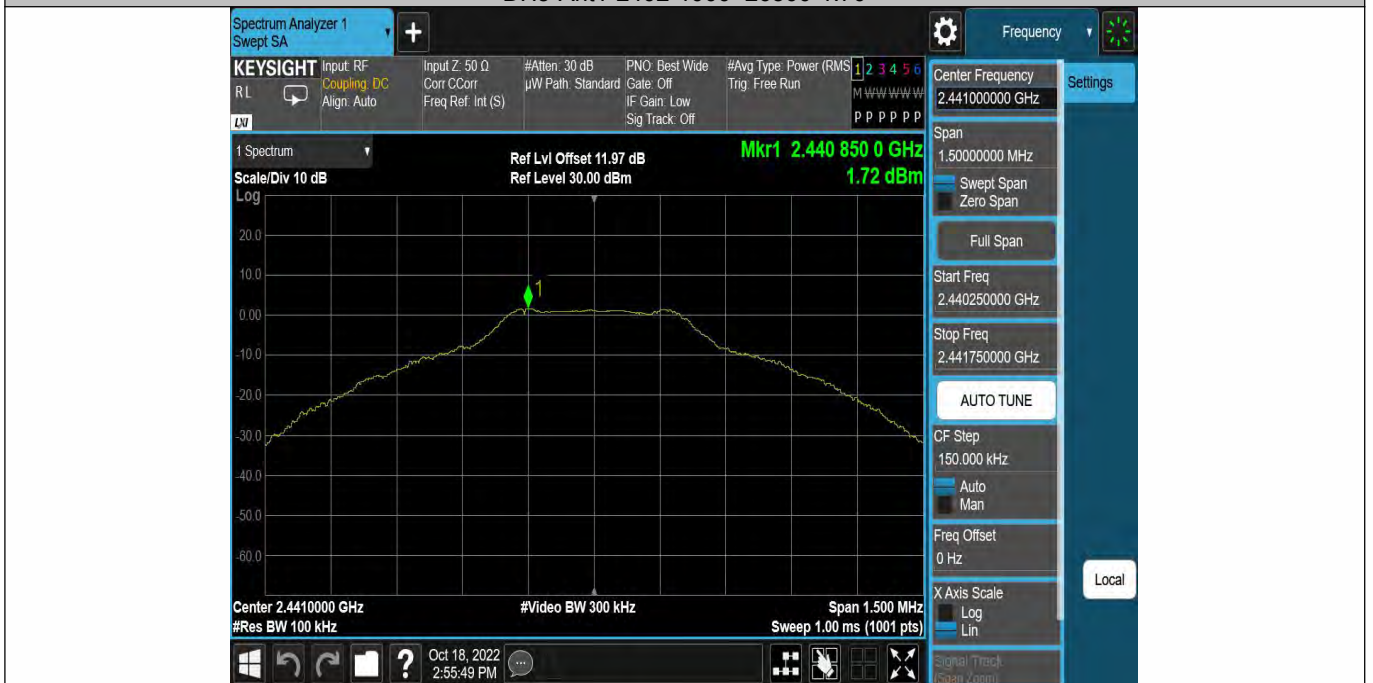 Spectrum Analyzer 1
Swept SA
+
Frequency
KEYSIGHT
RL
LXI
Input: RF
Coupling: DC
Align: Auto
Input Z: 50 Ω
Corr CCorr
Freq Ref: Int (S)
#Atten: 30 dB
µW Path: Standard
PNO: Best Wide
Gate: Off
IF Gain: Low
Sig Track: Off
#Avg Type: Power (RMS
Trig: Free Run
1 2 3 4 5 6
M W W W W W
P P P P P P
Center Frequency
2.441000000 GHz
Settings
Span
1.50000000 MHz
Swept Span
Zero Span
Full Span
Start Freq
2.440250000 GHz
Stop Freq
2.441750000 GHz
AUTO TUNE
CF Step
150.000 kHz
Auto
Man
Freq Offset
0 Hz
X Axis Scale
Log
Lin
Signal Track
(Span Zoom)
Local
1 Spectrum
Scale/Div 10 dB
Log
Ref Lvl Offset 11.97 dB
Ref Level 30.00 dBm
Mkr1 2.440 850 0 GHz
1.72 dBm
20.0
10.0
1
0.00
-10.0
-20.0
-30.0
-40.0
-50.0
-60.0
Center 2.4410000 GHz
#Res BW 100 kHz
#Video BW 300 kHz
Span 1.500 MHz
Sweep 1.00 ms (1001 pts)
?
Oct 18, 2022
2:55:49 PM